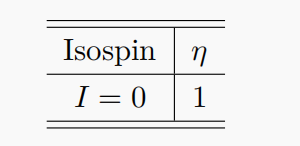 Isospin η
I = 0 1